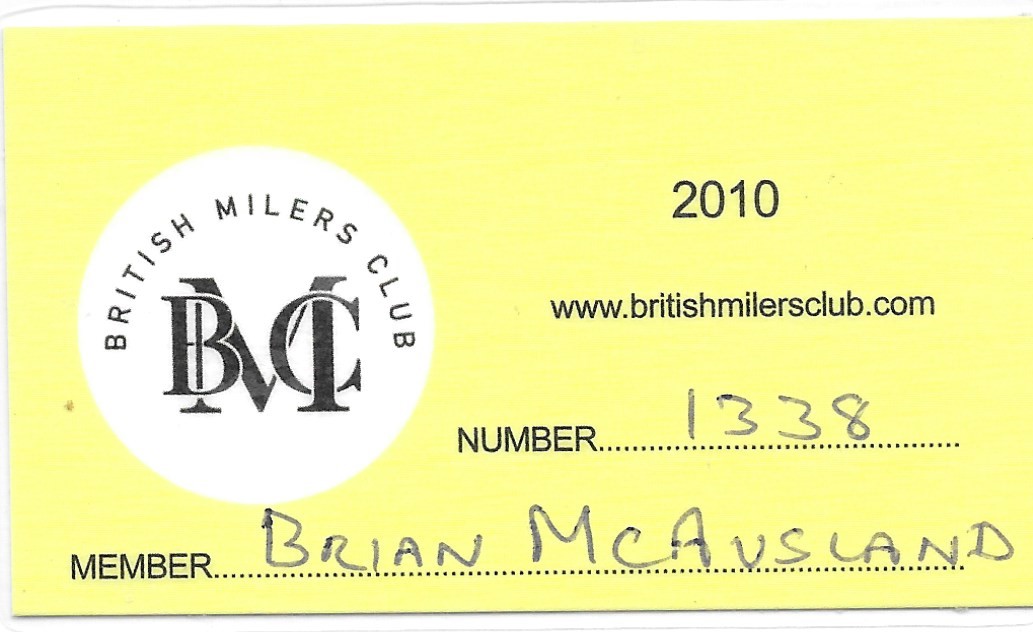 BRITISH MILERS CLUB
BMC
2010
www.britishmilersclub.com
NUMBER..........1338..........
MEMBER..........BRIAN MCAUSLAND